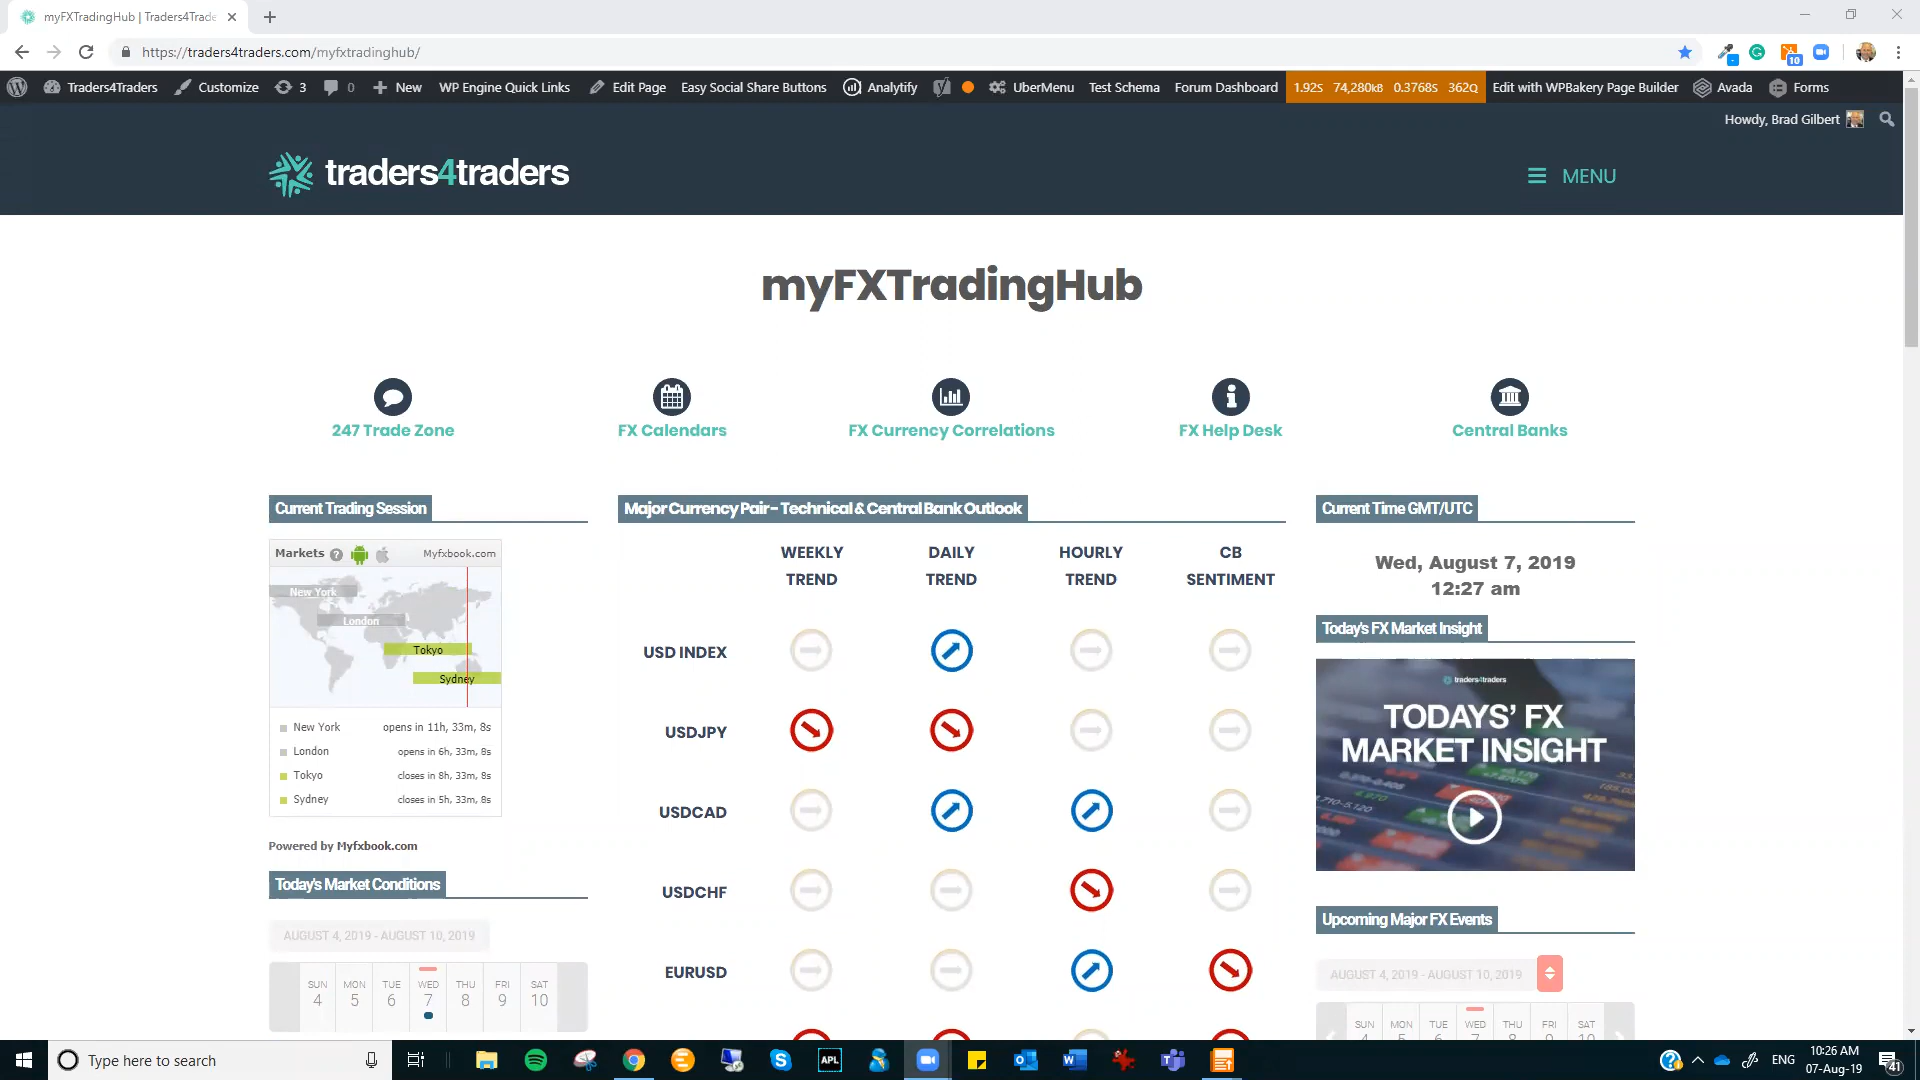 myFXTradingHub | Traders4Trade
https://traders4traders.com/myfxtradinghub/
10
Traders4Traders Customize 3 0 New WP Engine Quick Links Edit Page Easy Social Share Buttons Analytify UberMenu Test Schema Forum Dashboard 1.92S 74,280KB 0.3768S 362Q Edit with WPBakery Page Builder Avada Forms
Howdy, Brad Gilbert
traders4traders
MENU
myFXTradingHub
247 Trade Zone
FX Calendars
FX Currency Correlations
FX Help Desk
Central Banks
Current Trading Session
Markets ? Myfxbook.com
New York
London
Tokyo
Sydney
New York opens in 11h, 33m, 8s
London opens in 6h, 33m, 8s
Tokyo closes in 8h, 33m, 8s
Sydney closes in 5h, 33m, 8s
Powered by Myfxbook.com
Today's Market Conditions
AUGUST 4, 2019 - AUGUST 10, 2019
SUN MON TUE WED THU FRI SAT
4 5 6 7 8 9 10
Major Currency Pair - Technical & Central Bank Outlook
WEEKLY TREND
DAILY TREND
HOURLY TREND
CB SENTIMENT
USD INDEX
USDJPY
USDCAD
USDCHF
EURUSD
Current Time GMT/UTC
Wed, August 7, 2019
12:27 am
Today's FX Market Insight
traders4traders
TODAYS' FX
MARKET INSIGHT
Upcoming Major FX Events
AUGUST 4, 2019 - AUGUST 10, 2019
SUN MON TUE WED THU FRI SAT
Type here to search
APL
ENG
10:26 AM
07-Aug-19
41